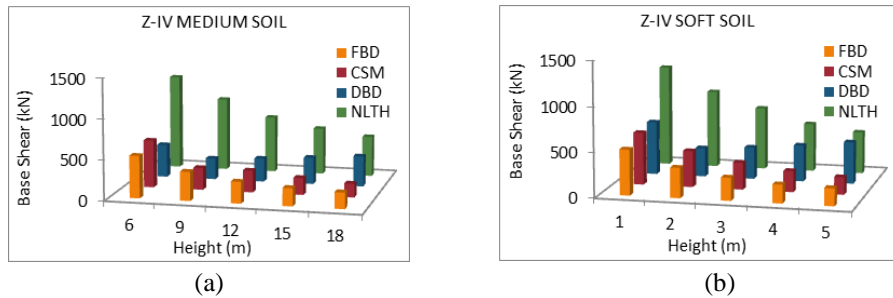 Z-IV MEDIUM SOIL
FBD
CSM
DBD
NLTH
1500
1000
500
0
Base Shear (kN)
6 9 12 15 18
Height (m)
(a)
Z-IV SOFT SOIL
FBD
CSM
DBD
NLTH
1500
1000
500
0
Base Shear (kN)
1 2 3 4 5
Height (m)
(b)